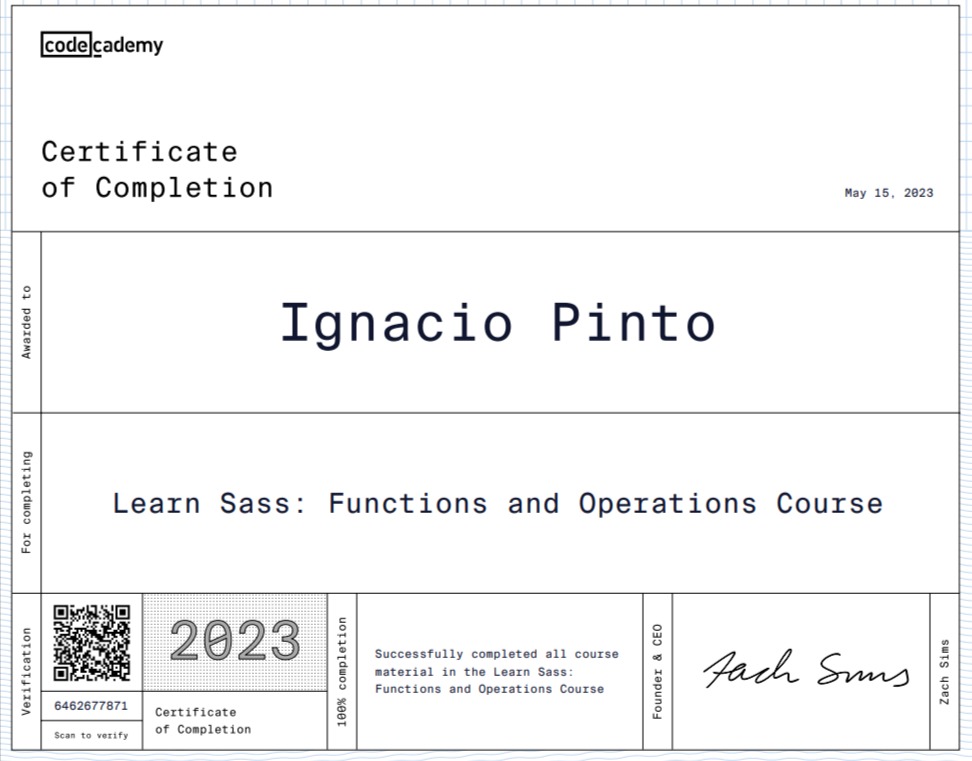 codecademy
Certificate
of Completion
May 15, 2023
Awarded to
Ignacio Pinto
For completing
Learn Sass: Functions and Operations Course
Verification
6462677871
Scan to verify
2023
Certificate
of Completion
100% completion
Successfully completed all course
material in the Learn Sass:
Functions and Operations Course
Founder & CEO
Zach Sims
Zach Sims